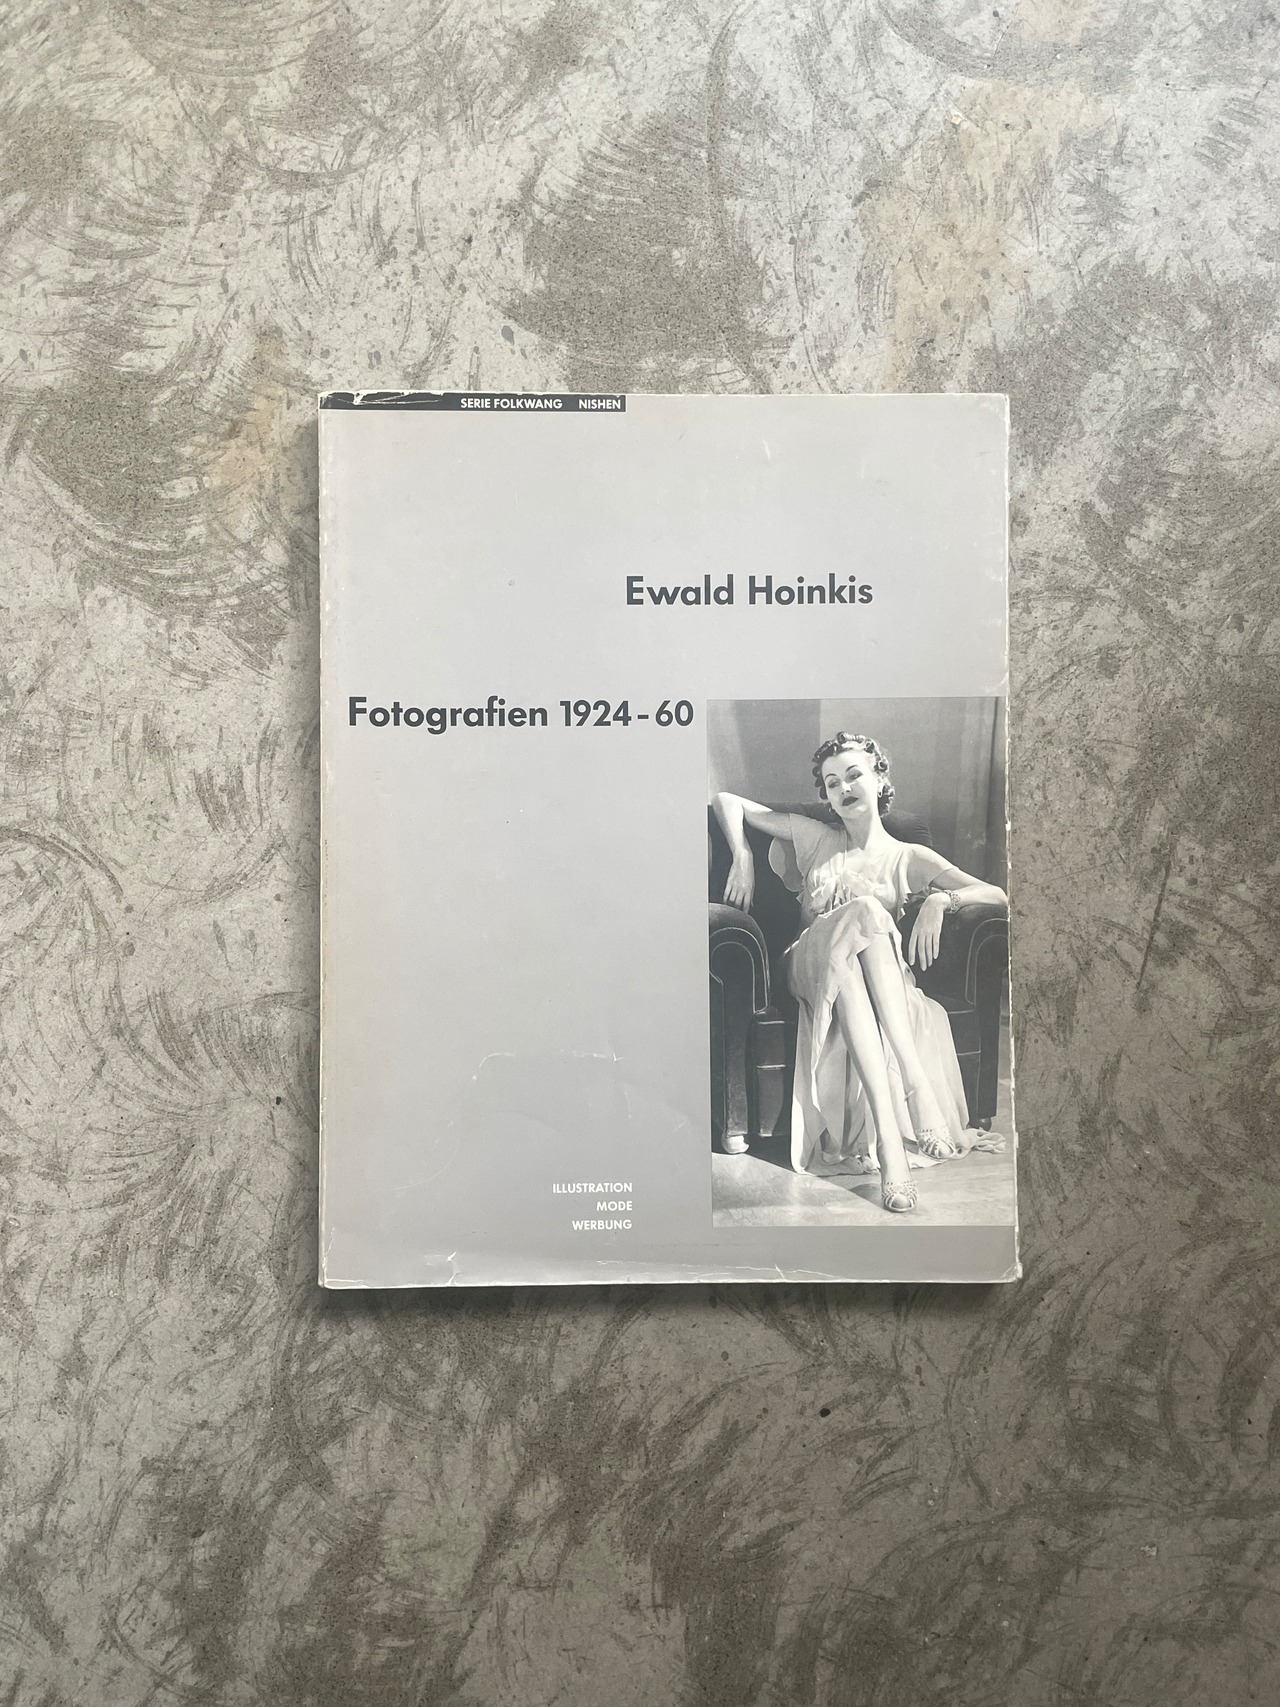 SERIE FOLKWANG NISHEN
Ewald Hoinkis
Fotografien 1924-60
ILLUSTRATION
MODE
WERBUNG